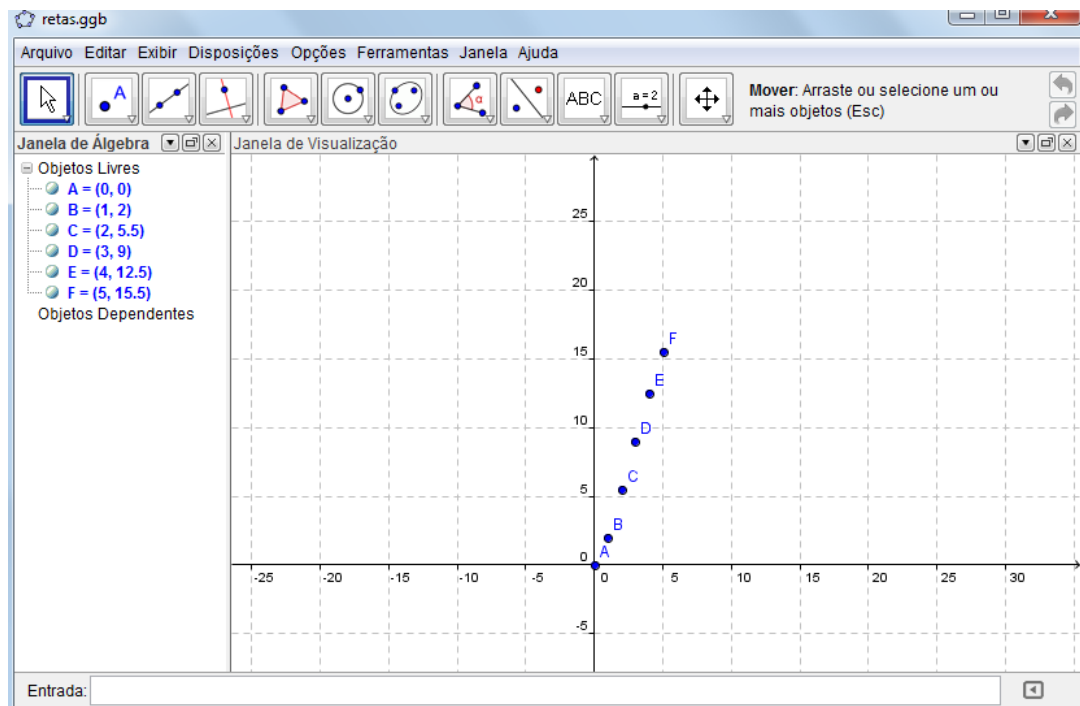 retas.ggb
Arquivo Editar Exibir Disposições Opções Ferramentas Janela Ajuda
A
α
ABC
a=2
Mover: Arraste ou selecione um ou
mais objetos (Esc)
Janela de Álgebra
Janela de Visualização
Objetos Livres
A = (0, 0)
B = (1, 2)
C = (2, 5.5)
D = (3, 9)
E = (4, 12.5)
F = (5, 15.5)
Objetos Dependentes
25
20
15
10
5
0
-5
F
E
D
C
B
A
-25 -20 -15 -10 -5 0 5 10 15 20 25 30
Entrada: